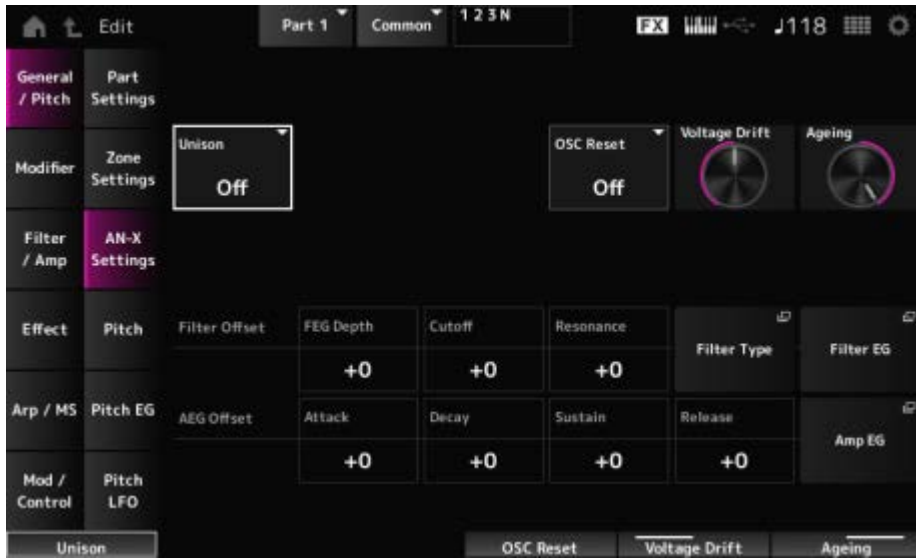 Edit
Part 1
Common
1 2 3 N
FX
♩118
General / Pitch
Part Settings
Modifier
Zone Settings
Unison
Off
OSC Reset
Off
Voltage Drift
Ageing
Filter / Amp
AN-X Settings
Effect
Pitch
Filter Offset
FEG Depth
+0
Cutoff
+0
Resonance
+0
Filter Type
Filter EG
Arp / MS
Pitch EG
AEG Offset
Attack
+0
Decay
+0
Sustain
+0
Release
+0
Amp EG
Mod / Control
Pitch LFO
Unison
OSC Reset
Voltage Drift
Ageing